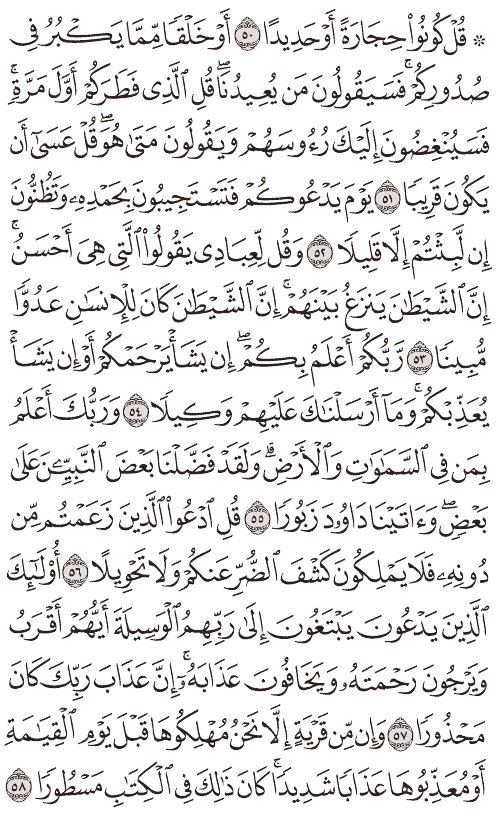 ۞ قُلۡ كُونُواْ حِجَارَةً أَوۡ حَدِيدًا ٥٠ أَوۡ خَلۡقٗا مِّمَّا يَكۡبُرُ فِي
صُدُورِكُمۡۚ فَسَيَقُولُونَ مَن يُعِيدُنَاۖ قُلِ ٱلَّذِي فَطَرَكُمۡ أَوَّلَ مَرَّةٖۚ
فَسَيُنۡغِضُونَ إِلَيۡكَ رُءُوسَهُمۡ وَيَقُولُونَ مَتَىٰ هُوَۖ قُلۡ عَسَىٰٓ أَن
يَكُونَ قَرِيبٗا ٥١ يَوۡمَ يَدۡعُوكُمۡ فَتَسۡتَجِيبُونَ بِحَمۡدِهِۦ وَتَظُنُّونَ
إِن لَّبِثۡتُمۡ إِلَّا قَلِيلٗا ٥٢ وَقُل لِّعِبَادِي يَقُولُواْ ٱلَّتِي هِيَ أَحۡسَنُۚ
إِنَّ ٱلشَّيۡطَٰنَ يَنزَغُ بَيۡنَهُمۡۚ إِنَّ ٱلشَّيۡطَٰنَ كَانَ لِلۡإِنسَٰنِ عَدُوّٗا
مُّبِينٗا ٥٣ رَّبُّكُمۡ أَعۡلَمُ بِكُمۡۖ إِن يَشَأۡ يَرۡحَمۡكُمۡ أَوۡ إِن يَشَأۡ
يُعَذِّبۡكُمۡۚ وَمَآ أَرۡسَلۡنَٰكَ عَلَيۡهِمۡ وَكِيلٗا ٥٤ وَرَبُّكَ أَعۡلَمُ
بِمَن فِي ٱلسَّمَٰوَٰتِ وَٱلۡأَرۡضِۗ وَلَقَدۡ فَضَّلۡنَا بَعۡضَ ٱلنَّبِيِّـۧنَ عَلَىٰ
بَعۡضٖۖ وَءَاتَيۡنَا دَاوُۥدَ زَبُورٗا ٥٥ قُلِ ٱدۡعُواْ ٱلَّذِينَ زَعَمۡتُم مِّن
دُونِهِۦ فَلَا يَمۡلِكُونَ كَشۡفَ ٱلضُّرِّ عَنكُمۡ وَلَا تَحۡوِيلًا ٥٦ أُوْلَٰٓئِكَ
ٱلَّذِينَ يَدۡعُونَ يَبۡتَغُونَ إِلَىٰ رَبِّهِمُ ٱلۡوَسِيلَةَ أَيُّهُمۡ أَقۡرَبُ
وَيَرۡجُونَ رَحۡمَتَهُۥ وَيَخَافُونَ عَذَابَهُۥٓۚ إِنَّ عَذَابَ رَبِّكَ كَانَ
مَحۡذُورٗا ٥٧ وَإِن مِّن قَرۡيَةٍ إِلَّا نَحۡنُ مُهۡلِكُوهَا قَبۡلَ يَوۡمِ ٱلۡقِيَٰمَةِ
أَوۡ مُعَذِّبُوهَا عَذَابٗا شَدِيدٗاۚ كَانَ ذَٰلِكَ فِي ٱلۡكِتَٰبِ مَسۡطُورٗا ٥٨